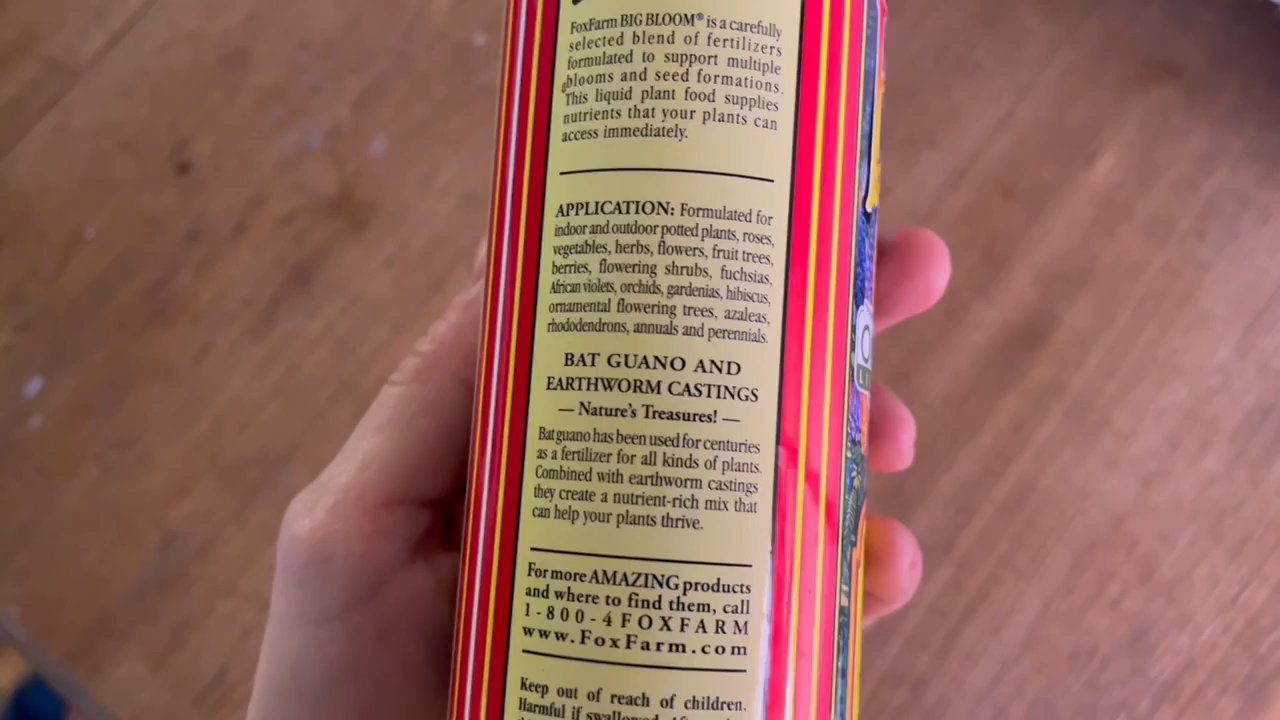 FoxFarm BIG BLOOM® is a carefully
selected blend of fertilizers
formulated to support multiple
blooms and seed formations.
This liquid plant food supplies
nutrients that your plants can
access immediately.
APPLICATION: Formulated for
indoor and outdoor potted plants, roses,
vegetables, herbs, flowers, fruit trees,
berries, flowering shrubs, fuchsias,
African violets, orchids, gardenias, hibiscus,
ornamental flowering trees, azaleas,
rhododendrons, annuals and perennials.
BAT GUANO AND
EARTHWORM CASTINGS
— Nature's Treasures! —
Bat guano has been used for centuries
as a fertilizer for all kinds of plants.
Combined with earthworm castings
they create a nutrient-rich mix that
can help your plants thrive.
For more AMAZING products
and where to find them, call
1-800-4FOXFARM
www.FoxFarm.com
Keep out of reach of children.
Harmful if swallowed.